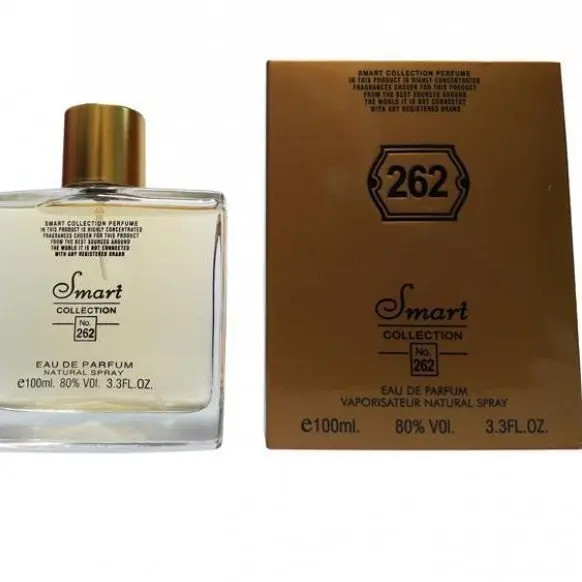 SMART COLLECTION PERFUME
IN THIS PRODUCT IS HIGHLY CONCENTRATED
FRAGRANCES CHOSEN FOR THIS PRODUCT
FROM THE BEST SOURCES AROUND
THE WORLD IT IS NOT CONNECTED
WITH ANY REGISTERED BRAND
Smart
COLLECTION
No.
262
EAU DE PARFUM
NATURAL SPRAY
e100ml. 80% VOl. 3.3FL.OZ.
SMART COLLECTION PERFUME
IN THIS PRODUCT IS HIGHLY CONCENTRATED
FRAGRANCES CHOSEN FOR THIS PRODUCT
FROM THE BEST SOURCES AROUND
THE WORLD IT IS NOT CONNECTED
WITH ANY REGISTERED BRAND
262
Smart
COLLECTION
No.
262
EAU DE PARFUM
VAPORISATEUR NATURAL SPRAY
e100ml. 80% VOl. 3.3FL.OZ.